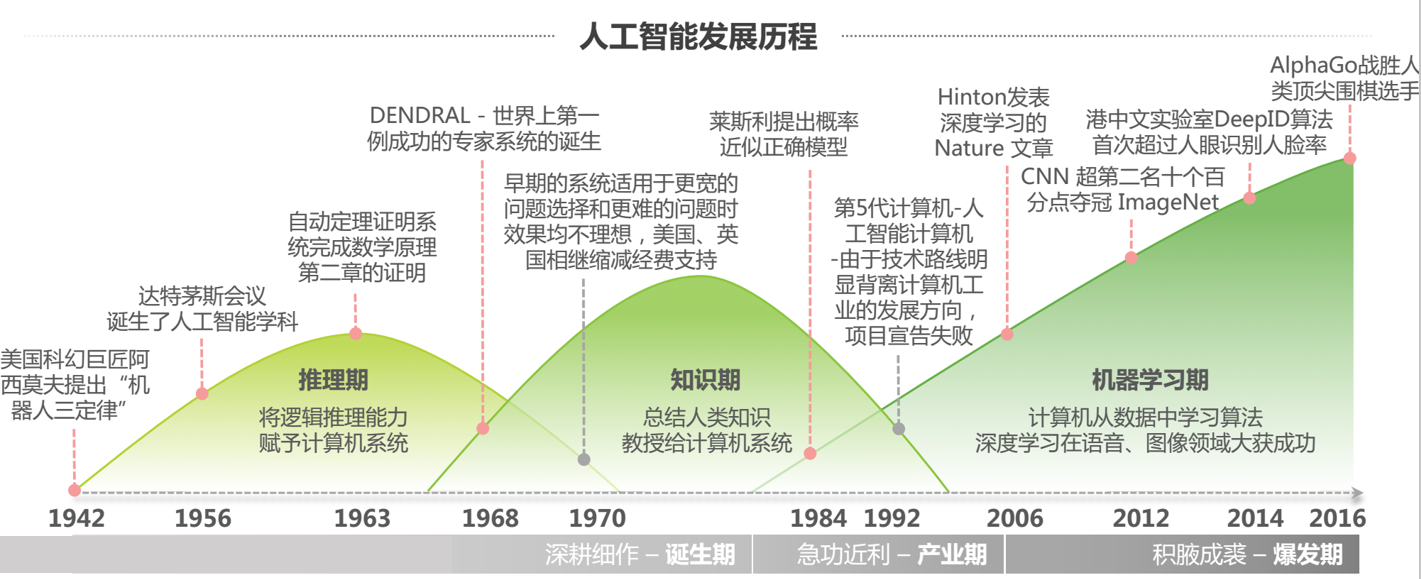 人工智能发展历程
美国科幻巨匠阿
西莫夫提出“机
器人三定律”
达特茅斯会议
诞生了人工智能学科
自动定理证明系
统完成数学原理
第二章的证明
DENDRAL - 世界上第一
例成功的专家系统的诞生
早期的系统适用于更宽的
问题选择和更难的问题时
效果均不理想，美国、英
国相继缩减经费支持
莱斯利提出概率
近似正确模型
第5代计算机-人
工智能计算机
-由于技术路线明
显背离计算机工
业的发展方向，
项目宣告失败
Hinton发表
深度学习的
Nature 文章
CNN 超第二名十个百
分点夺冠 ImageNet
港中文实验室DeepID算法
首次超过人眼识别人脸率
AlphaGo战胜人
类顶尖围棋选手
推理期
将逻辑推理能力
赋予计算机系统
知识期
总结人类知识
教授给计算机系统
机器学习期
计算机从数据中学习算法
深度学习在语音、图像领域大获成功
1942 1956 1963 1968 1970 1984 1992 2006 2012 2014 2016
深耕细作 – 诞生期 急功近利 – 产业期 积腋成裘 – 爆发期